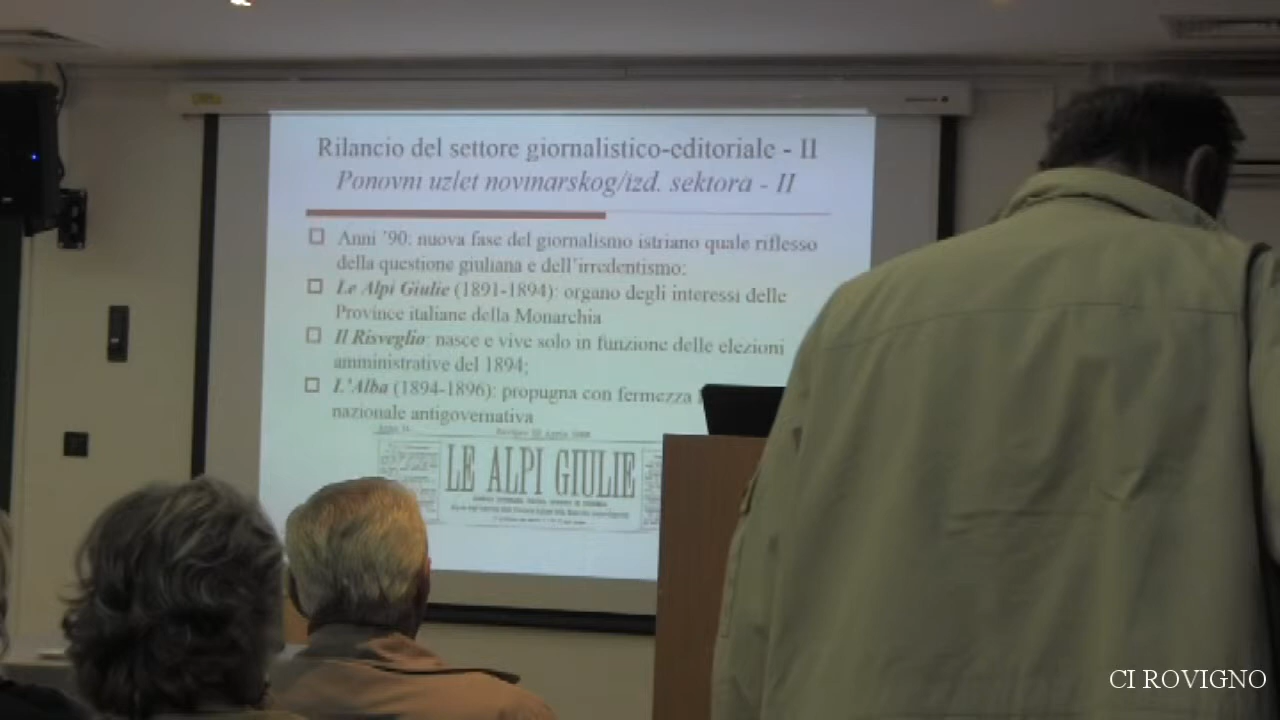 Rilancio del settore giornalistico-editoriale - II
Ponovni uzlet novinarskog/izd. sektora - II
Anni '90: nuova fase del giornalismo istriano quale riflesso
della questione giuliana e dell'irredentismo:
Le Alpi Giulie (1891-1894): organo degli interessi delle
Province italiane della Monarchia
Il Risveglio: nasce e vive solo in funzione delle elezioni
amministrative del 1894;
L'Alba (1894-1896): propugna con fermezza
nazionale antigovernativa
LE ALPI GIULIE
CI ROVIGNO